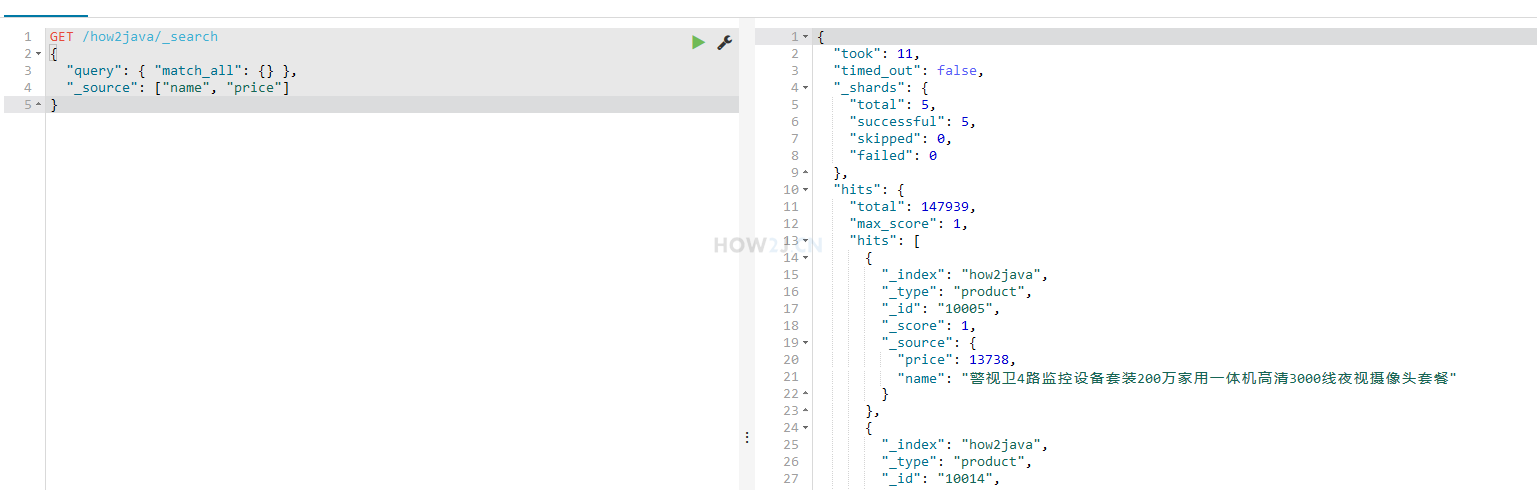 1 GET /how2java/_search
2 {
3 "query": { "match_all": {} },
4 "_source": ["name", "price"]
5 }
1 {
2 "took": 11,
3 "timed_out": false,
4 "_shards": {
5 "total": 5,
6 "successful": 5,
7 "skipped": 0,
8 "failed": 0
9 },
10 "hits": {
11 "total": 147939,
12 "max_score": 1,
13 "hits": [
14 {
15 "_index": "how2java",
16 "_type": "product",
17 "_id": "10005",
18 "_score": 1,
19 "_source": {
20 "price": 13738,
21 "name": "警视卫4路监控设备套装200万家用一体机高清3000线夜视摄像头套餐"
22 }
23 },
24 {
25 "_index": "how2java",
26 "_type": "product",
27 "_id": "10014",
HOW2J.CN